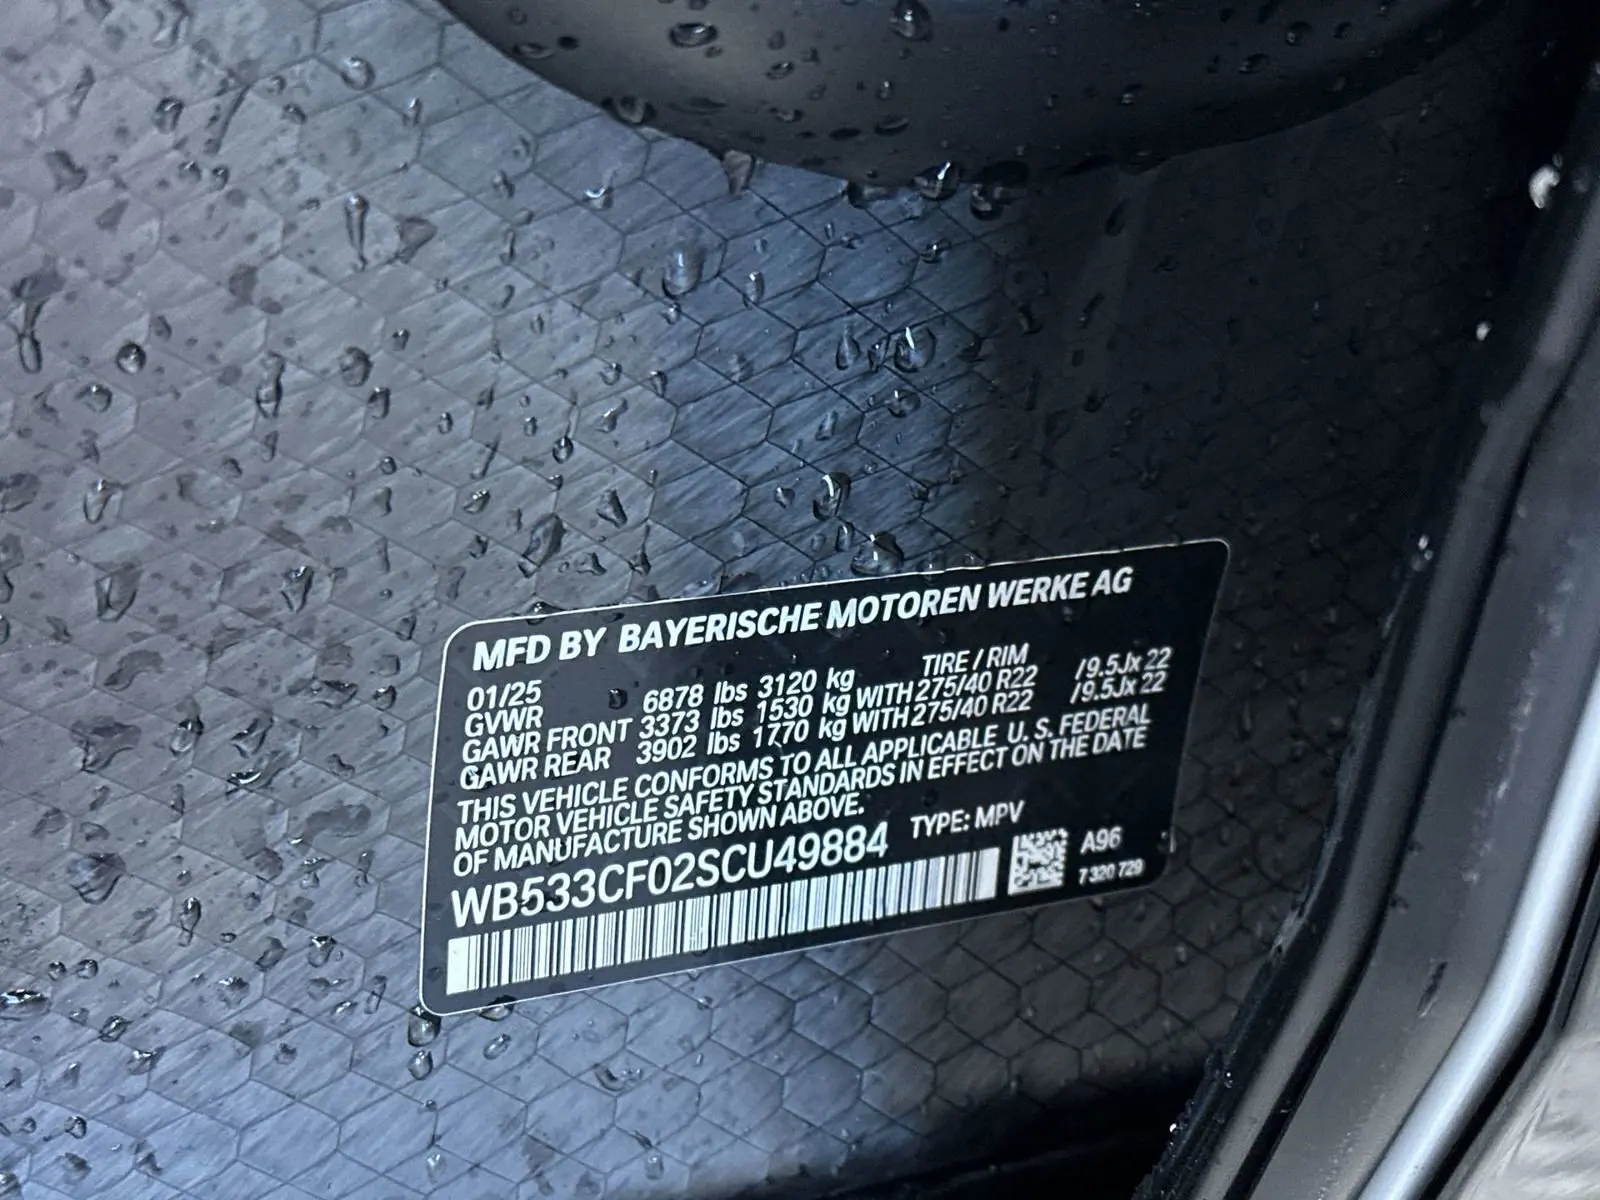 MFD BY BAYERISCHE MOTOREN WERKE AG
01/25 TIRE / RIM
GVWR 6878 lbs 3120 kg
GAWR FRONT 3373 lbs 1530 kg WITH 275/40 R22 /9.5Jx 22
GAWR REAR 3902 lbs 1770 kg WITH 275/40 R22 /9.5Jx 22
THIS VEHICLE CONFORMS TO ALL APPLICABLE U. S. FEDERAL
MOTOR VEHICLE SAFETY STANDARDS IN EFFECT ON THE DATE
OF MANUFACTURE SHOWN ABOVE.
WB533CF02SCU49884 TYPE: MPV
A96
7 320 729